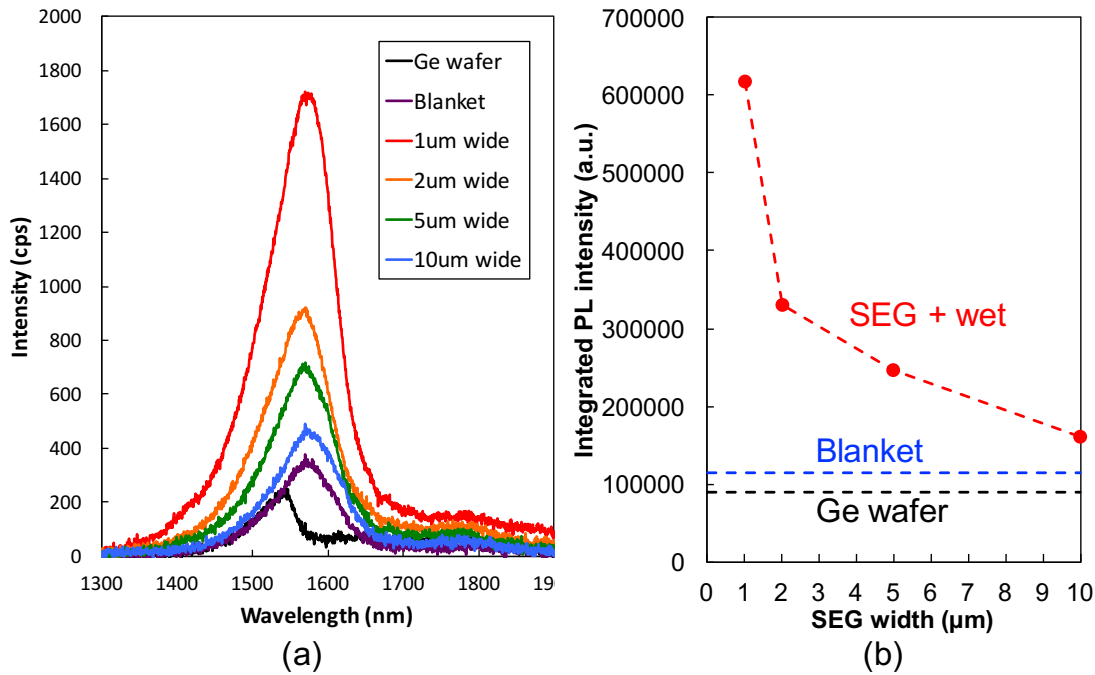 2000
1800
1600
1400
1200
1000
800
600
400
200
0
Intensity (cps)
Ge wafer
Blanket
1um wide
2um wide
5um wide
10um wide
1300 1400 1500 1600 1700 1800 190
Wavelength (nm)
(a)
700000
600000
500000
400000
300000
200000
100000
0
Integrated PL intensity (a.u.)
SEG + wet
Blanket
Ge wafer
0 1 2 3 4 5 6 7 8 9 10
SEG width (µm)
(b)